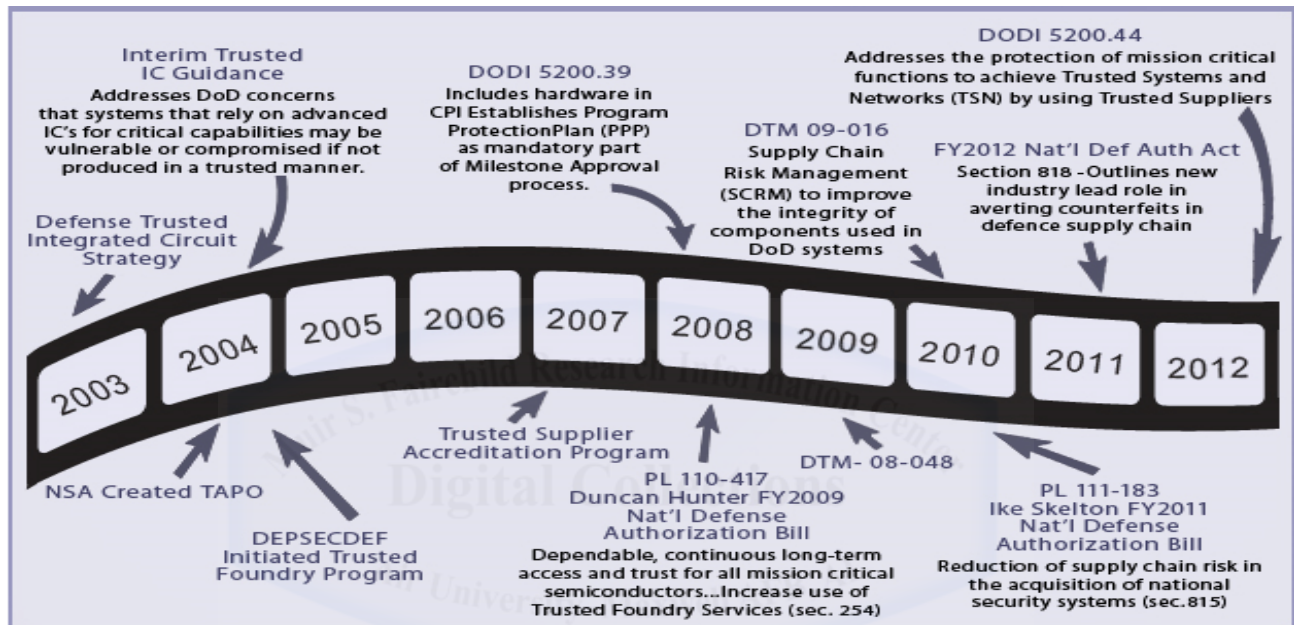 Interim Trusted
IC Guidance
Addresses DoD concerns
that systems that rely on advanced
IC's for critical capabilities may be
vulnerable or compromised if not
produced in a trusted manner.
Defense Trusted
Integrated Circuit
Strategy
DODI 5200.39
Includes hardware in
CPI Establishes Program
ProtectionPlan (PPP)
as mandatory part
of Milestone Approval
process.
DTM 09-016
Supply Chain
Risk Management
(SCRM) to improve
the integrity of
components used in
DoD systems
DODI 5200.44
Addresses the protection of mission critical
functions to achieve Trusted Systems and
Networks (TSN) by using Trusted Suppliers
FY2012 Nat'l Def Auth Act
Section 818 -Outlines new
industry lead role in
averting counterfeits in
defence supply chain
2003
2004
2005
2006
2007
2008
2009
2010
2011
2012
NSA Created TAPO
DEPSECDEF
Initiated Trusted
Foundry Program
Trusted Supplier
Accreditation Program
PL 110-417
Duncan Hunter FY2009
Nat'l Defense
Authorization Bill
Dependable, continuous long-term
access and trust for all mission critical
semiconductors...Increase use of
Trusted Foundry Services (sec. 254)
DTM- 08-048
PL 111-183
Ike Skelton FY2011
Nat'l Defense
Authorization Bill
Reduction of supply chain risk in
the acquisition of national
security systems (sec.815)
Muir S. Fairchild Research Information Center
Digital Collections